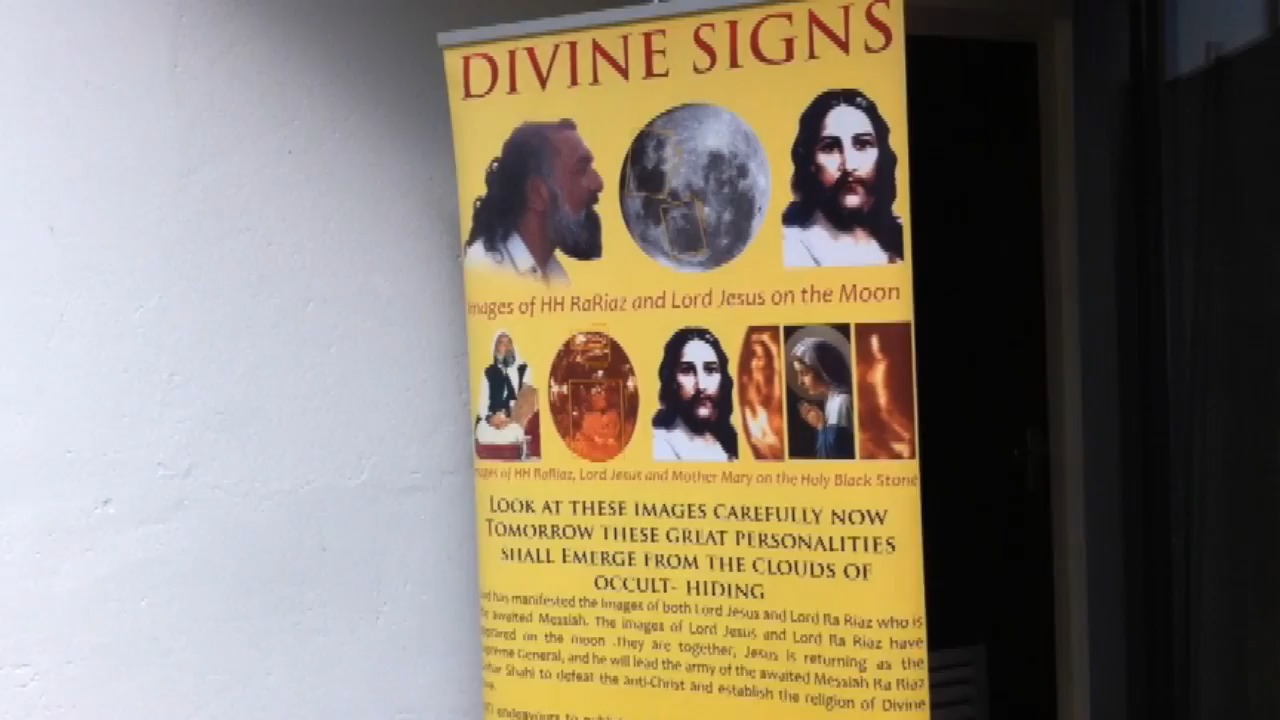 DIVINE SIGNS
of HH RaRiaz and Lord Jesus on the Moon
of HH RaRiaz, Lord Jesus and Mother Mary on the Holy Black Stone
LOOK AT THESE IMAGES CAREFULLY NOW
TOMORROW THESE GREAT PERSONALITIES
SHALL EMERGE FROM THE CLOUDS OF
OCCULT- HIDING
has manifested the images of both Lord Jesus and Lord Ra Riaz who is
awaited Messiah. The images of Lord Jesus and Lord Ra Riaz have
on the moon .They are together, Jesus is returning as the
General, and he will lead the army of the awaited Messiah Ra Riaz
Shahi to defeat the anti-Christ and establish the religion of Divine
endeavours to